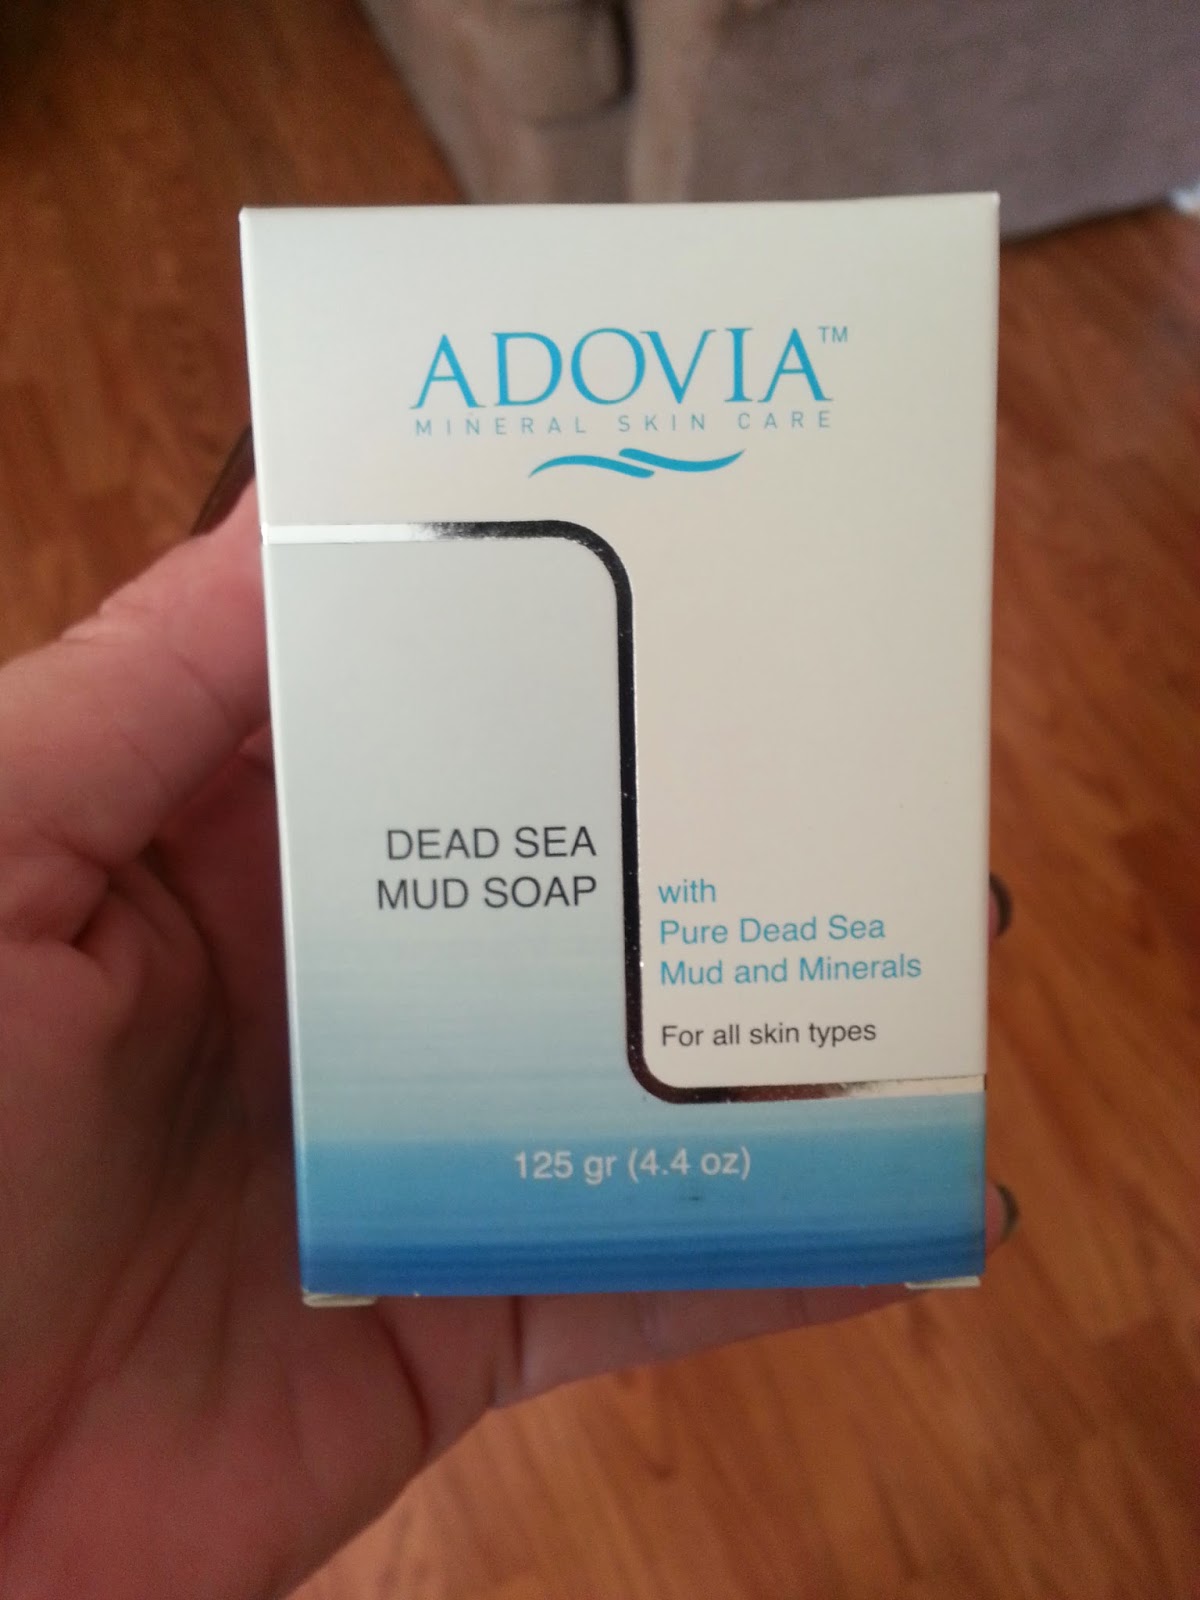 ADOVIA™
MINERAL SKIN CARE
DEAD SEA
MUD SOAP
with
Pure Dead Sea
Mud and Minerals
For all skin types
125 gr (4.4 oz)